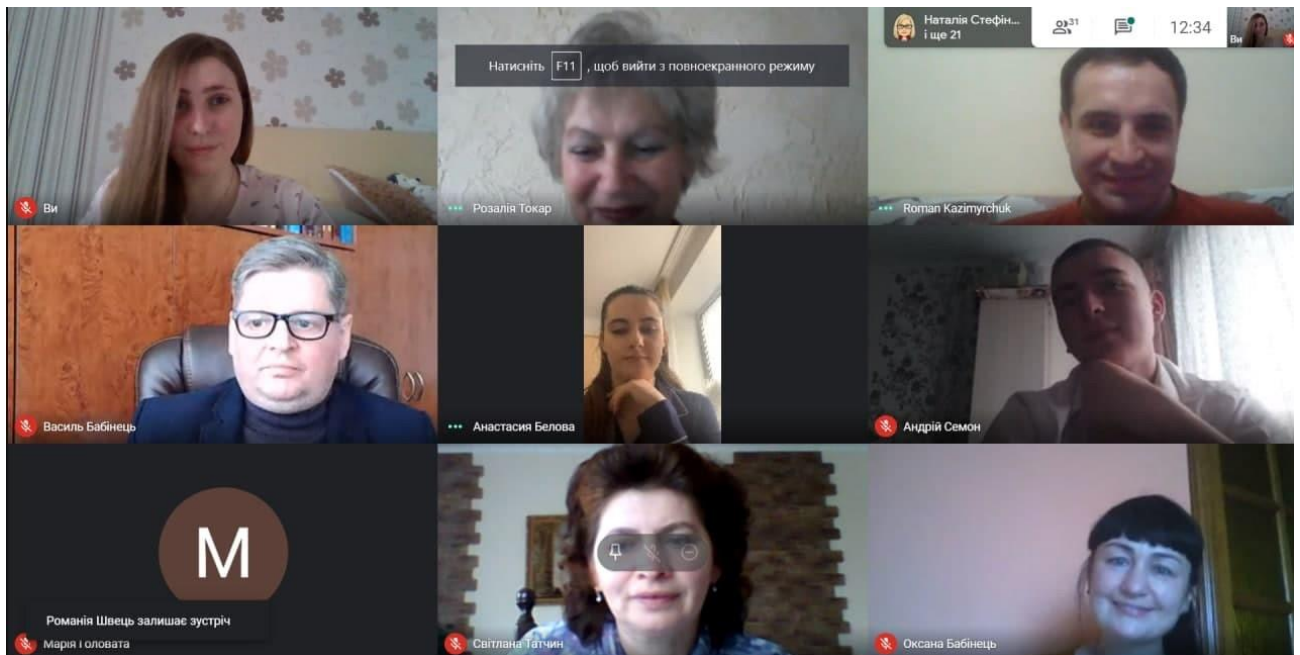 Натисніть F11 , щоб вийти з повноекранного режиму
Наталія Стефін...
і ще 21
31
12:34
Ви
Ви
Розалія Токар
Roman Kazimyrchuk
Василь Бабінець
Анастасия Белова
Андрій Семон
М
Романія Швець залишає зустріч
Марія Головата
Світлана Татчин
Оксана Бабінець